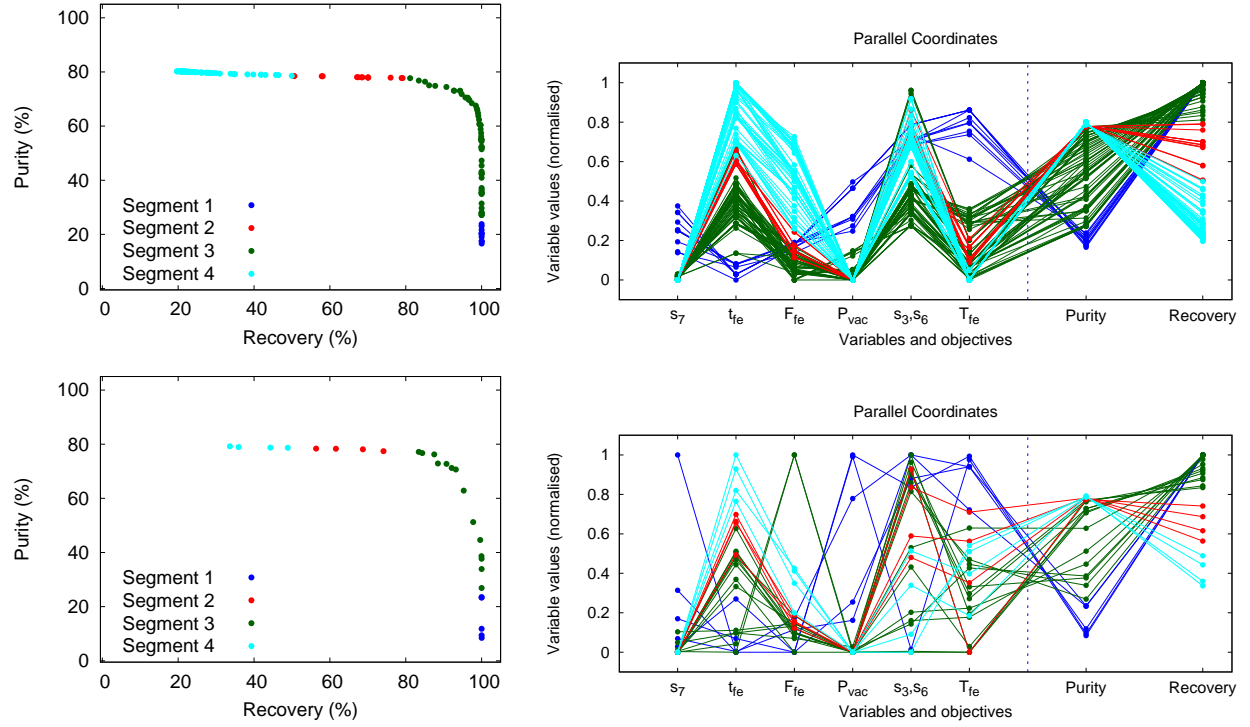 100
80
60
40
20
0
Purity (%)
Segment 1
Segment 2
Segment 3
Segment 4
0 20 40 60 80 100
Recovery (%)
Parallel Coordinates
1
0.8
0.6
0.4
0.2
0
Variable values (normalised)
s7 tfe Ffe Pvac s3,s6 Tfe Purity Recovery
Variables and objectives
100
80
60
40
20
0
Purity (%)
Segment 1
Segment 2
Segment 3
Segment 4
0 20 40 60 80 100
Recovery (%)
Parallel Coordinates
1
0.8
0.6
0.4
0.2
0
Variable values (normalised)
s7 tfe Ffe Pvac s3,s6 Tfe Purity Recovery
Variables and objectives